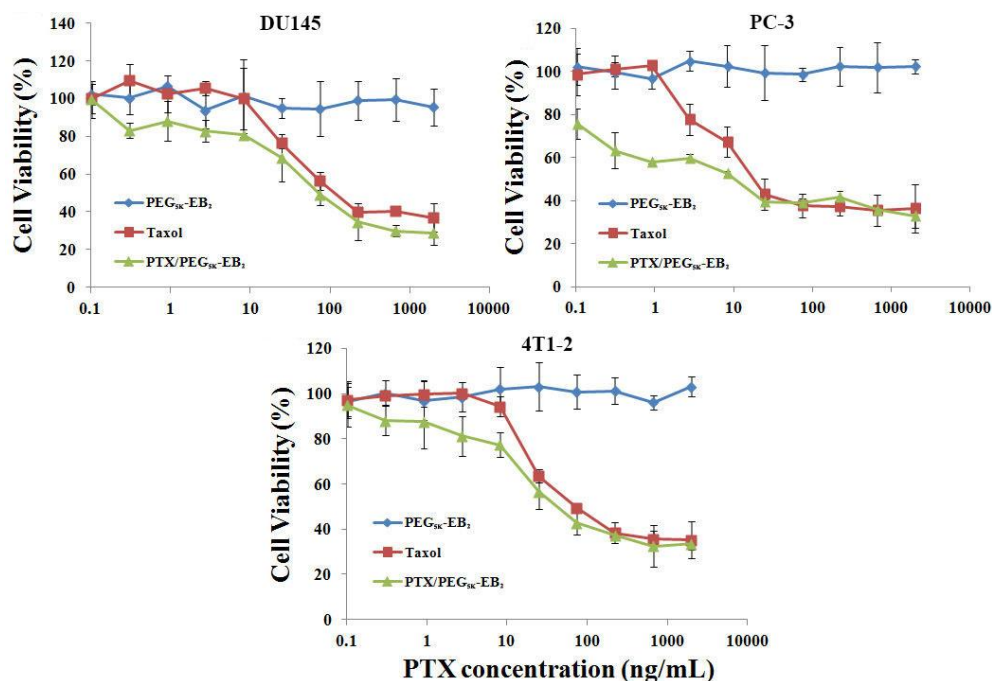 DU145
Cell Viability (%)
140
120
100
80
60
40
20
0
0.1
1
10
100
1000
10000
PEG₅ₖ-EB₂
Taxol
PTX/PEG₅ₖ-EB₂
PC-3
Cell Viability (%)
120
100
80
60
40
20
0
0.1
1
10
100
1000
10000
PEG₅ₖ-EB₂
Taxol
PTX/PEG₅ₖ-EB₂
4T1-2
Cell Viability (%)
120
100
80
60
40
20
0
0.1
1
10
100
1000
10000
PEG₅ₖ-EB₂
Taxol
PTX/PEG₅ₖ-EB₂
PTX concentration (ng/mL)